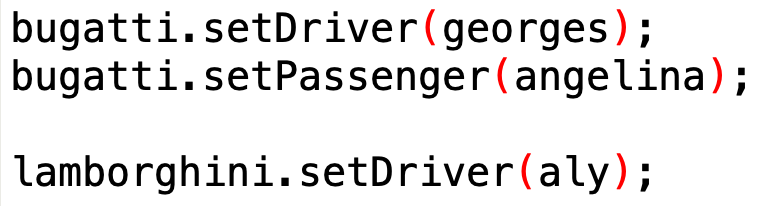 bugatti.setDriver(georges);
bugatti.setPassenger(angelina);
lamborghini.setDriver(aly);